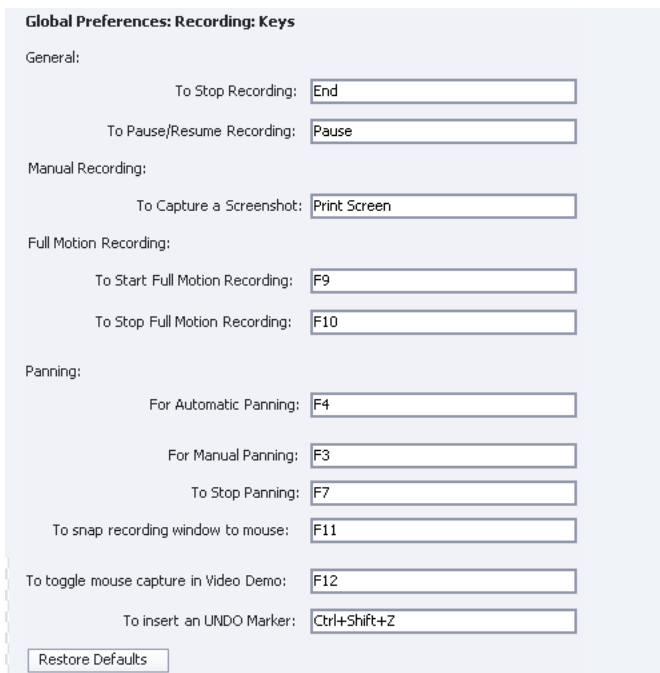 Global Preferences: Recording: Keys
General:
To Stop Recording: End
To Pause/Resume Recording: Pause
Manual Recording:
To Capture a Screenshot: Print Screen
Full Motion Recording:
To Start Full Motion Recording: F9
To Stop Full Motion Recording: F10
Panning:
For Automatic Panning: F4
For Manual Panning: F3
To Stop Panning: F7
To snap recording window to mouse: F11
To toggle mouse capture in Video Demo: F12
To insert an UNDO Marker: Ctrl+Shift+Z
Restore Defaults